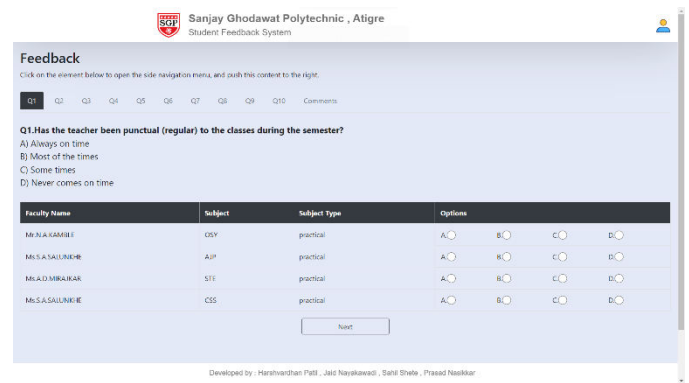 SGP
Sanjay Ghodawat Polytechnic , Atigre
Student Feedback System
Feedback
Click on the element below to open the side navigation menu, and push this content to the right.
Q1 Q2 Q3 Q4 Q5 Q6 Q7 Q8 Q9 Q10 Comments
Q1.Has the teacher been punctual (regular) to the classes during the semester?
A) Always on time
B) Most of the times
C) Some times
D) Never comes on time
Faculty Name Subject Subject Type Options
Mr.N.A.KAMBLE OSY practical A. B. C. D.
Ms.S.A.SALUNKHE AJP practical A. B. C. D.
Ms.A.D.MIRAJKAR STE practical A. B. C. D.
Ms.S.A.SALUNKHE CSS practical A. B. C. D.
Next
Developed by : Harshvardhan Patil , Jaid Nayakawadi , Sahil Shete , Prasad Nasikkar